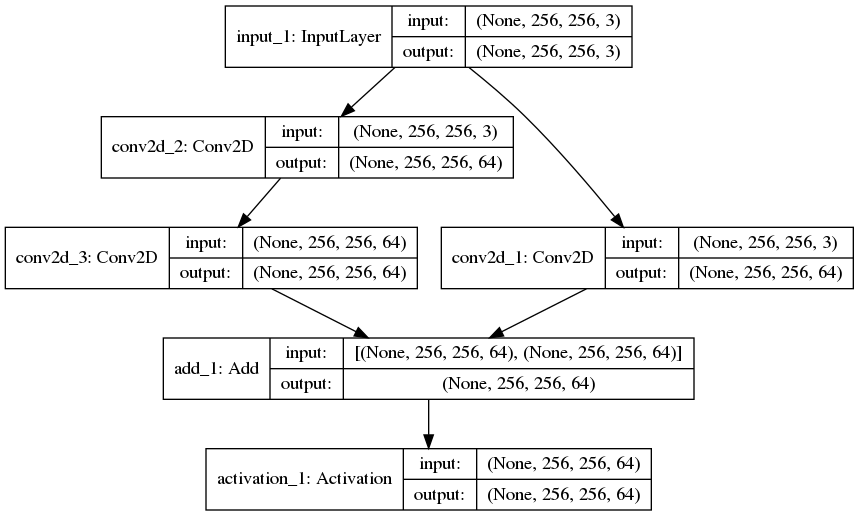 input_1: InputLayer
input: (None, 256, 256, 3)
output: (None, 256, 256, 3)
conv2d_2: Conv2D
input: (None, 256, 256, 3)
output: (None, 256, 256, 64)
conv2d_3: Conv2D
input: (None, 256, 256, 64)
output: (None, 256, 256, 64)
conv2d_1: Conv2D
input: (None, 256, 256, 3)
output: (None, 256, 256, 64)
add_1: Add
input: [(None, 256, 256, 64), (None, 256, 256, 64)]
output: (None, 256, 256, 64)
activation_1: Activation
input: (None, 256, 256, 64)
output: (None, 256, 256, 64)